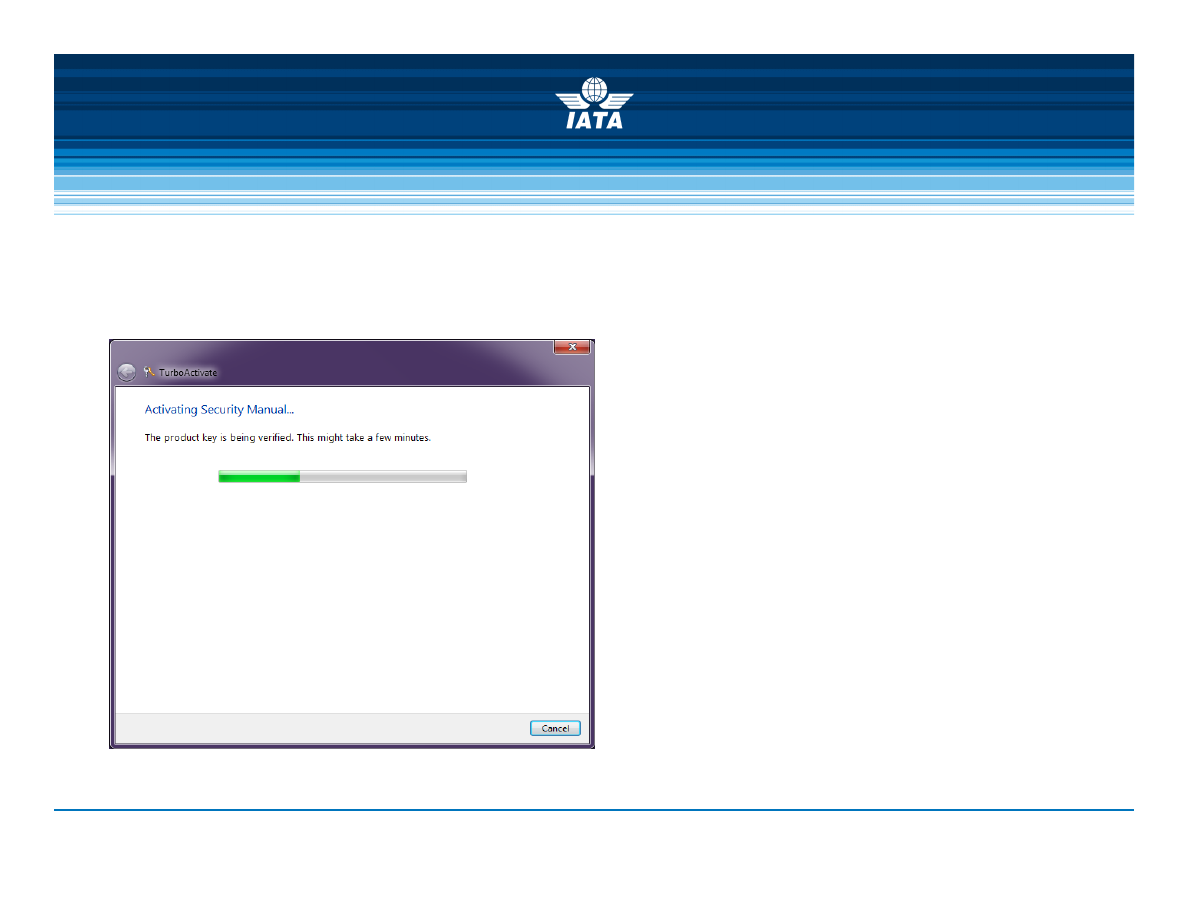 IATA
TurboActivate
Activating Security Manual...
The product key is being verified. This might take a few minutes.
Cancel